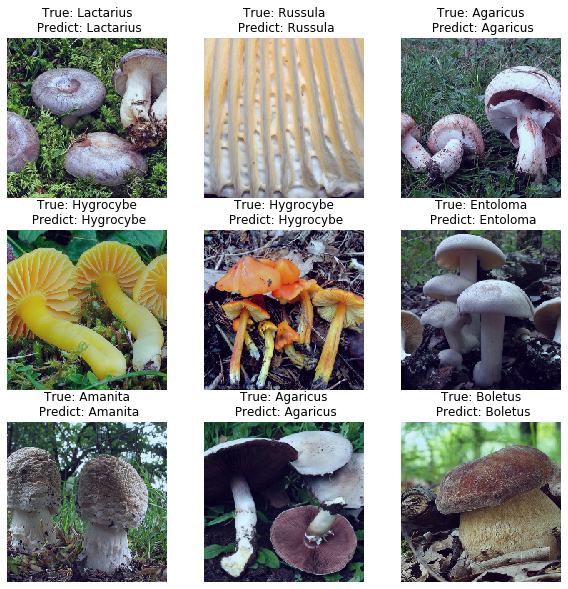 True: Lactarius
Predict: Lactarius
True: Russula
Predict: Russula
True: Agaricus
Predict: Agaricus
True: Hygrocybe
Predict: Hygrocybe
True: Hygrocybe
Predict: Hygrocybe
True: Entoloma
Predict: Entoloma
True: Amanita
Predict: Amanita
True: Agaricus
Predict: Agaricus
True: Boletus
Predict: Boletus